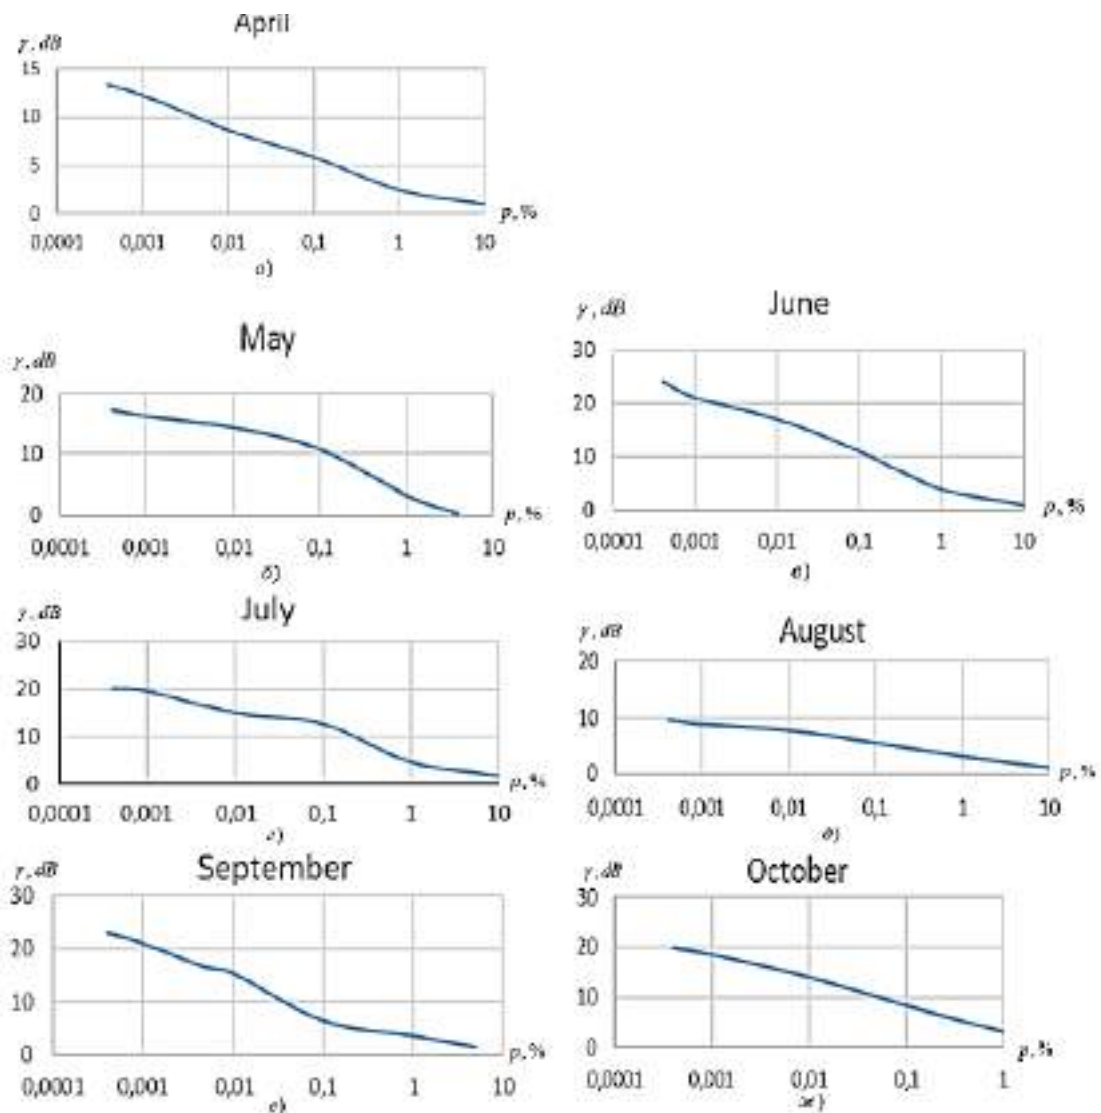 April
γ, dB
15
10
5
0
p, %
0,0001 0,001 0,01 0,1 1 10
а)
May
γ, dB
20
10
0
p, %
0,0001 0,001 0,01 0,1 1 10
б)
June
γ, dB
30
20
10
0
p, %
0,0001 0,001 0,01 0,1 1 10
в)
July
γ, dB
30
20
10
0
p, %
0,0001 0,001 0,01 0,1 1 10
г)
August
γ, dB
20
10
0
p, %
0,0001 0,001 0,01 0,1 1 10
д)
September
γ, dB
30
20
10
0
p, %
0,0001 0,001 0,01 0,1 1 10
е)
October
γ, dB
30
20
10
0
p, %
0,0001 0,001 0,01 0,1 1
ж)